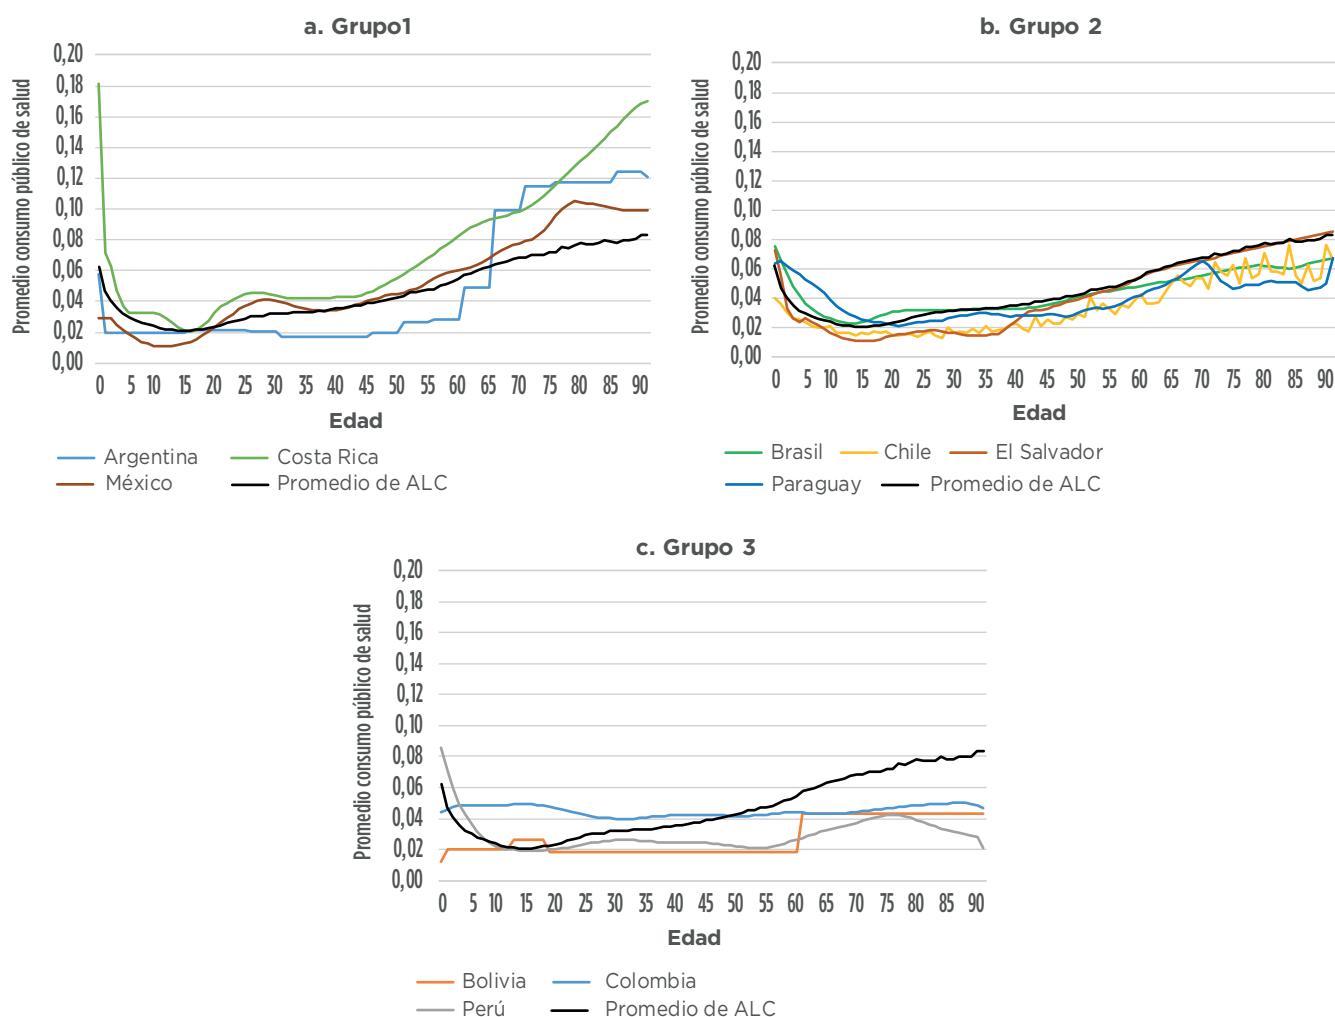 a. Grupo1
Promedio consumo público de salud
0,20
0,18
0,16
0,14
0,12
0,10
0,08
0,06
0,04
0,02
0,00
0 5 10 15 20 25 30 35 40 45 50 55 60 65 70 75 80 85 90
Edad
Argentina Costa Rica
México Promedio de ALC
b. Grupo 2
Promedio consumo público de salud
0,20
0,18
0,16
0,14
0,12
0,10
0,08
0,06
0,04
0,02
0,00
0 5 10 15 20 25 30 35 40 45 50 55 60 65 70 75 80 85 90
Edad
Brasil Chile El Salvador
Paraguay Promedio de ALC
c. Grupo 3
Promedio consumo público de salud
0,20
0,18
0,16
0,14
0,12
0,10
0,08
0,06
0,04
0,02
0,00
0 5 10 15 20 25 30 35 40 45 50 55 60 65 70 75 80 85 90
Edad
Bolivia Colombia
Perú Promedio de ALC